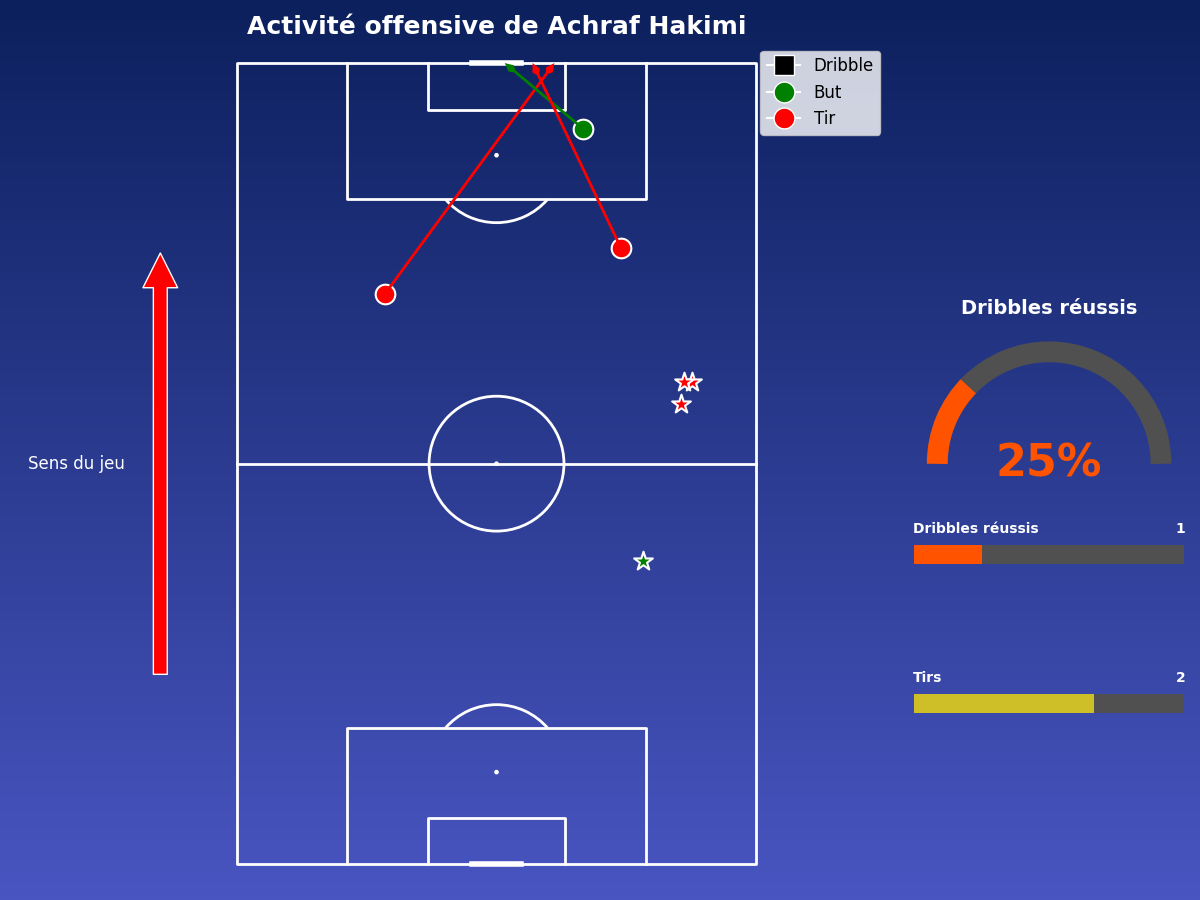 Activité offensive de Achraf Hakimi
Dribble
But
Tir
Sens du jeu
Dribbles réussis
25%
Dribbles réussis 1
Tirs 2